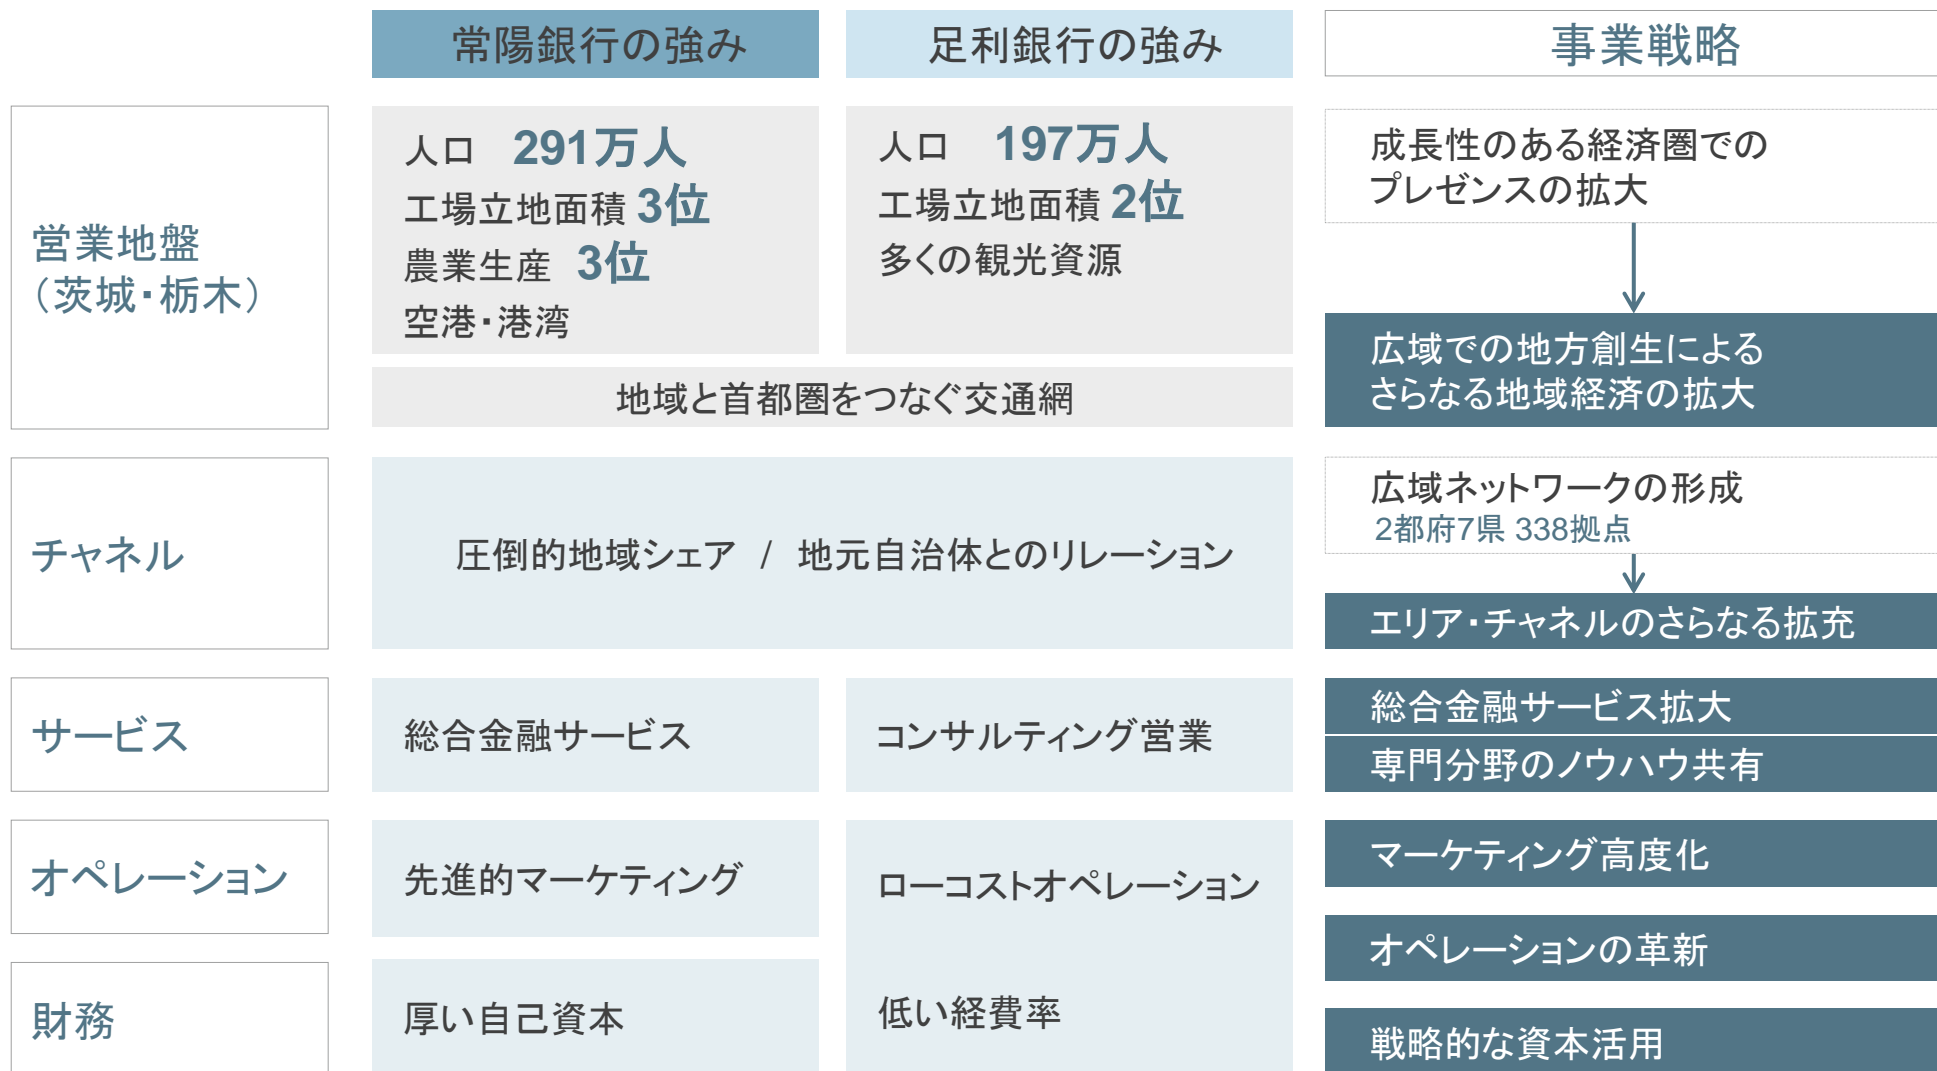 常陽銀行の強み
足利銀行の強み
事業戦略
営業地盤
（茨城・栃木）
人口 291万人
工場立地面積 3位
農業生産 3位
空港・港湾
人口 197万人
工場立地面積 2位
多くの観光資源
地域と首都圏をつなぐ交通網
成長性のある経済圏での
プレゼンスの拡大
広域での地方創生による
さらなる地域経済の拡大
チャネル
圧倒的地域シェア / 地元自治体とのリレーション
広域ネットワークの形成
2都府7県 338拠点
エリア・チャネルのさらなる拡充
サービス
総合金融サービス
コンサルティング営業
総合金融サービス拡大
専門分野のノウハウ共有
オペレーション
先進的マーケティング
ローコストオペレーション
マーケティング高度化
オペレーションの革新
財務
厚い自己資本
低い経費率
戦略的な資本活用